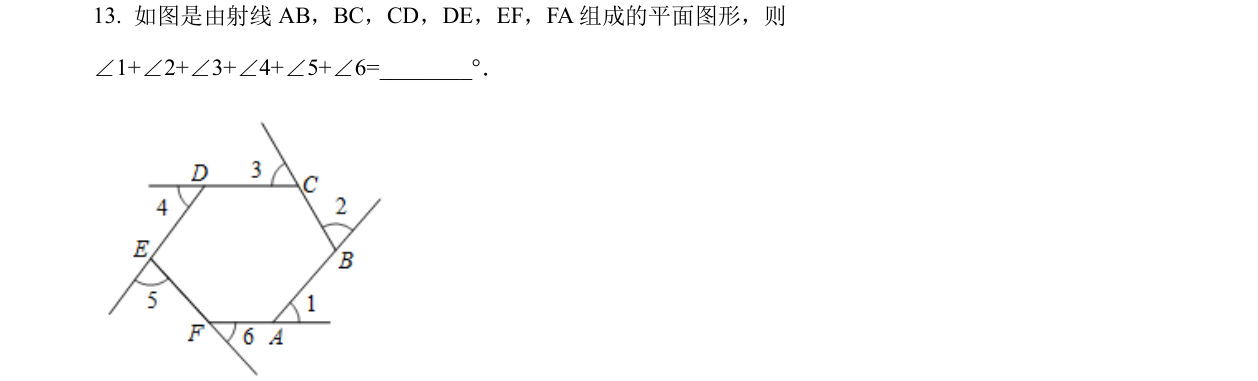 13. 如图是由射线 AB，BC，CD，DE，EF，FA 组成的平面图形，则
∠1+∠2+∠3+∠4+∠5+∠6=________°．
D
3
C
4
2
E
B
5
1
F
6
A